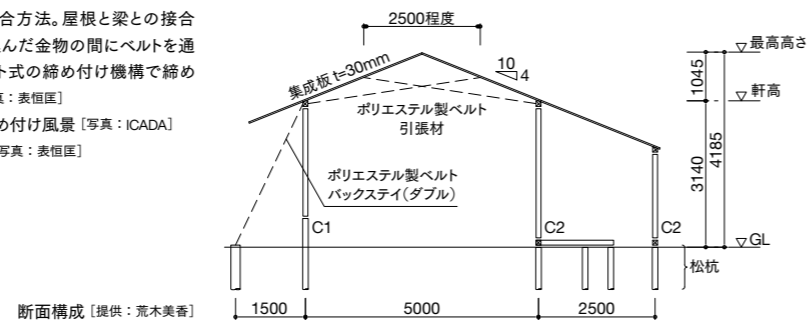 合方法。屋根と梁との接合
込んだ金物の間にベルトを通
ト式の締め付け機構で締め
真：表恒匡］
め付け風景［写真：ICADA］
写真：表恒匡］
2500程度
最高高さ
10
4
集成板 t=30mm
1045
軒高
ポリエステル製ベルト
引張材
ポリエステル製ベルト
バックステイ(ダブル)
3140
4185
C1
C2
C2
GL
松杭
断面構成［提供：荒木美香］
1500
5000
2500